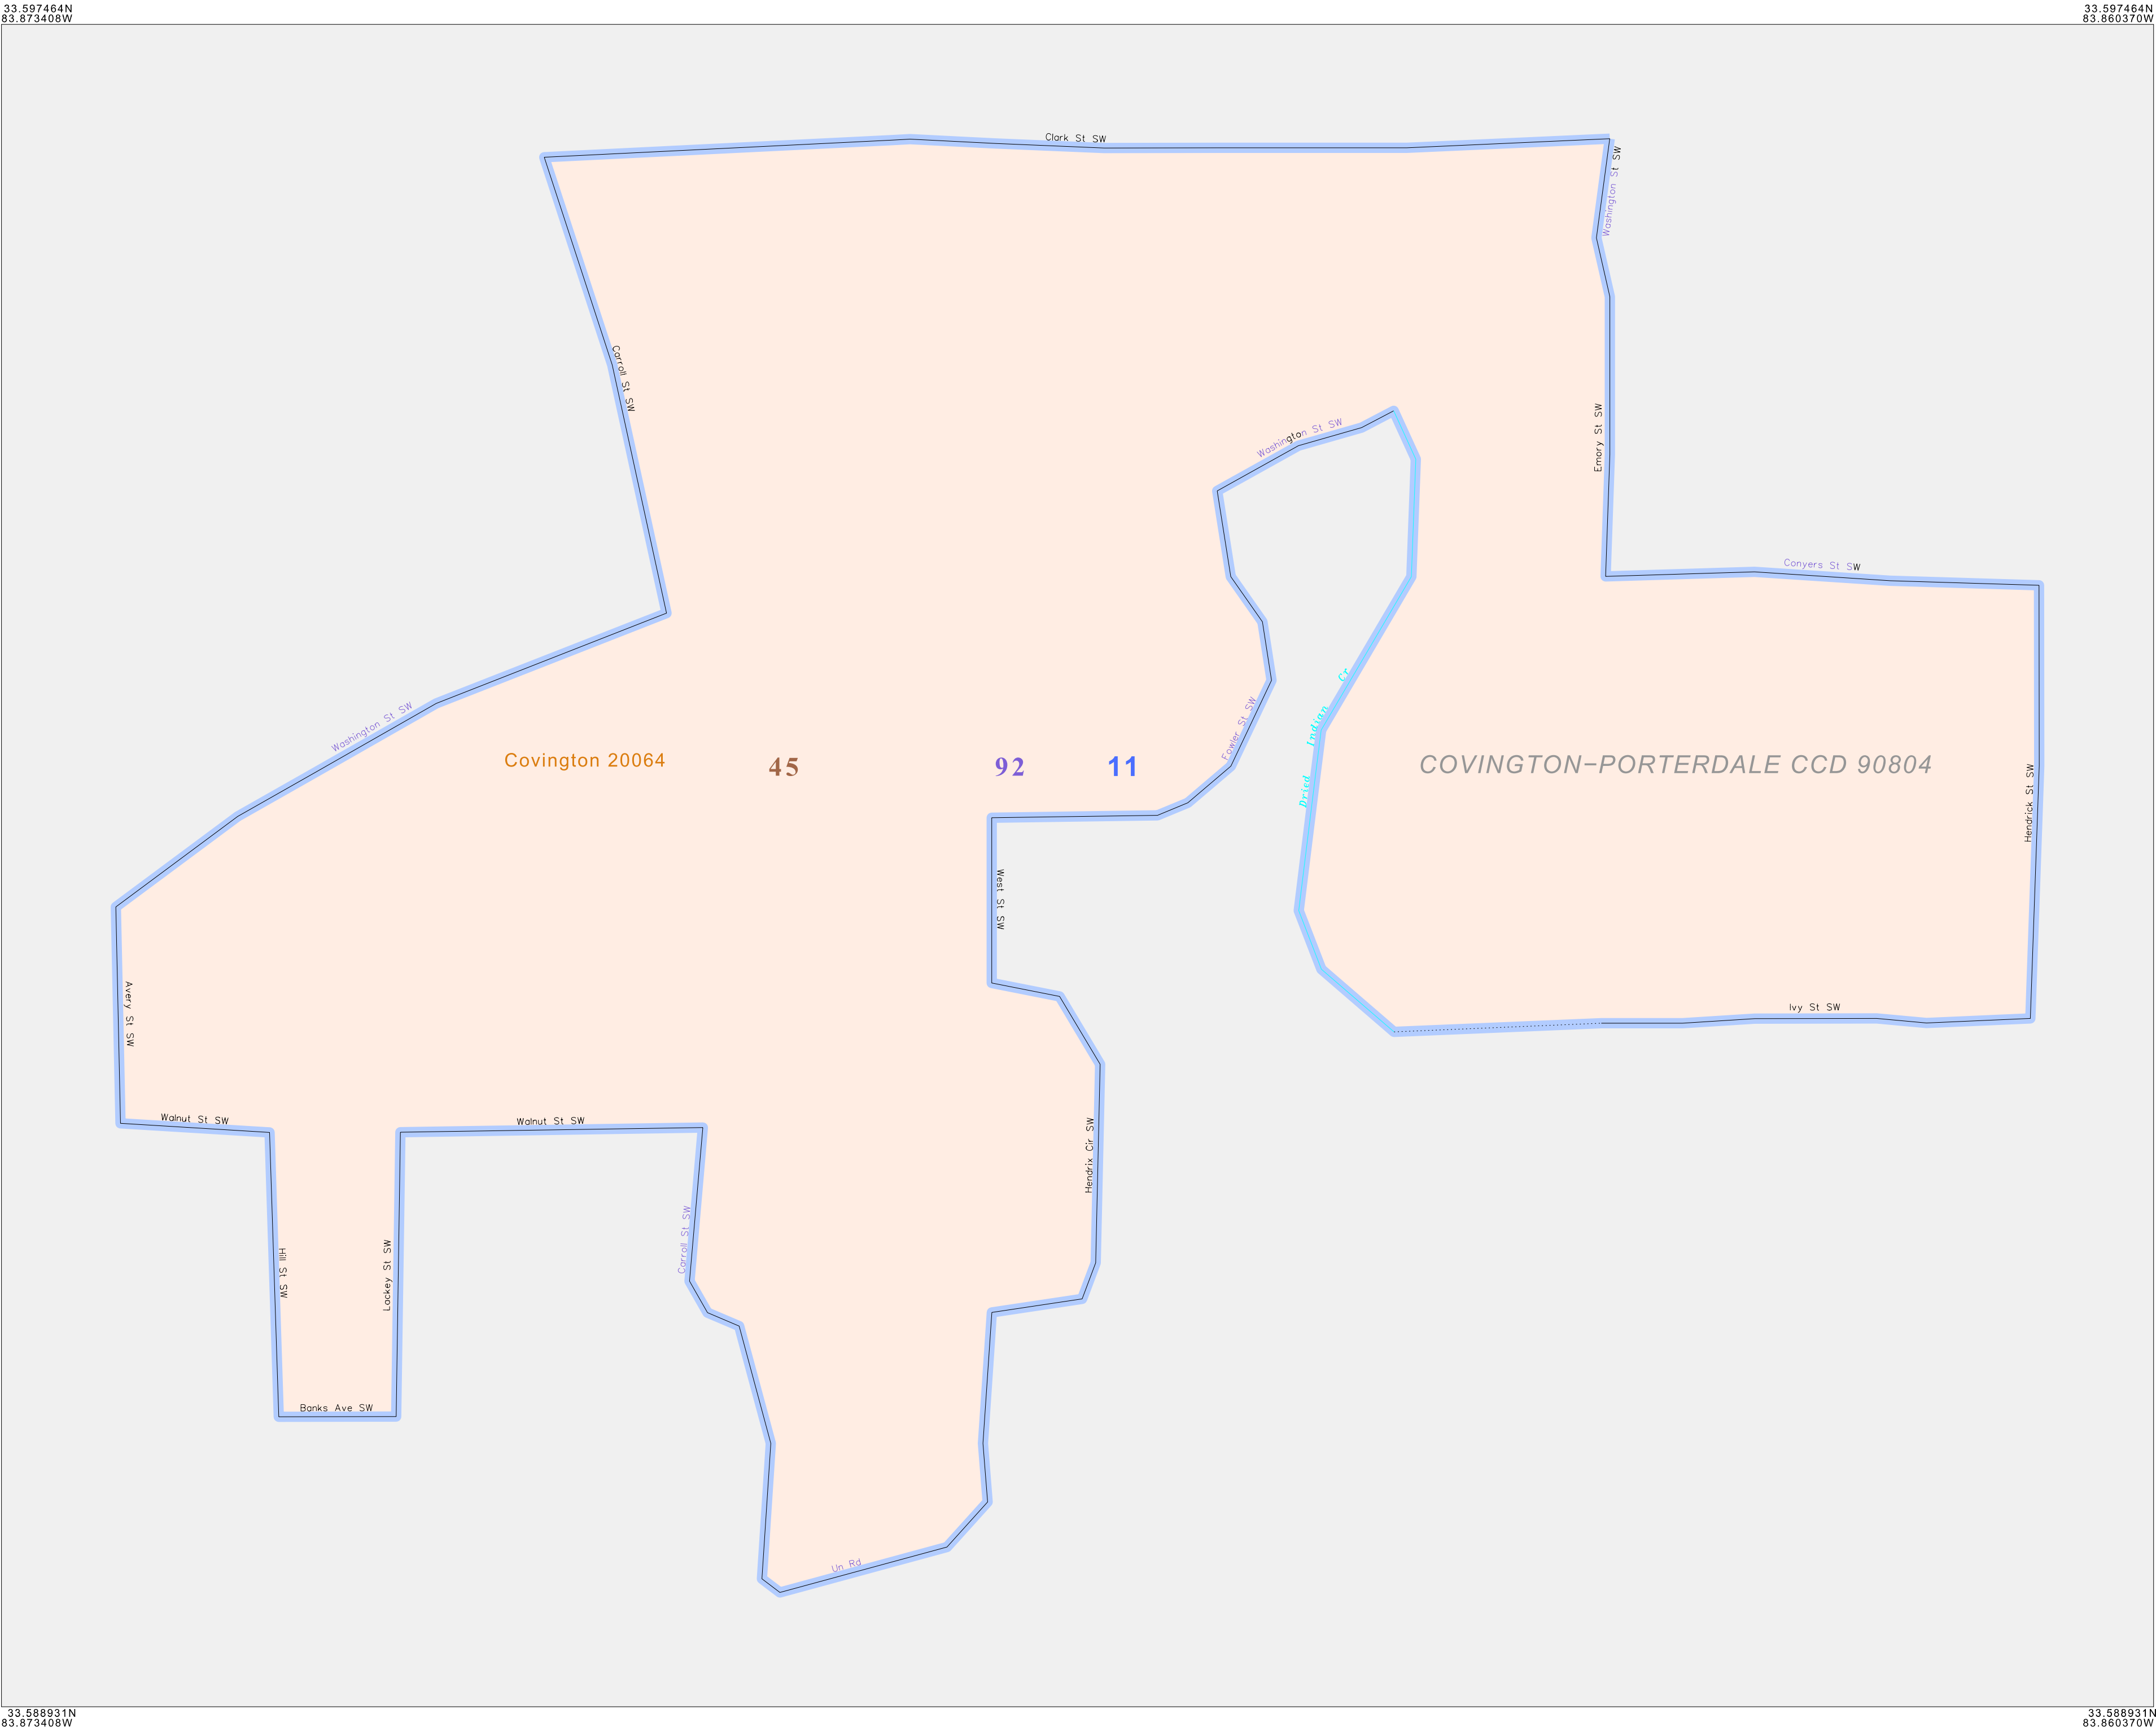 33.597464N
83.873408W
33.597464N
83.860370W
Clark St SW
Washington St SW
Carroll St SW
Emory St SW
Washington St SW
Conyers St SW
Dried Indian Cr
Fowler St SW
Washington St SW
Covington 20064
45
92
11
COVINGTON-PORTERDALE CCD 90804
Hendrick St SW
West St SW
Avery St SW
Ivy St SW
Walnut St SW
Walnut St SW
Hendrix Cir SW
Carroll St SW
Hill St SW
Lackey St SW
Banks Ave SW
Un Rd
33.588931N
83.873408W
33.588931N
83.860370W